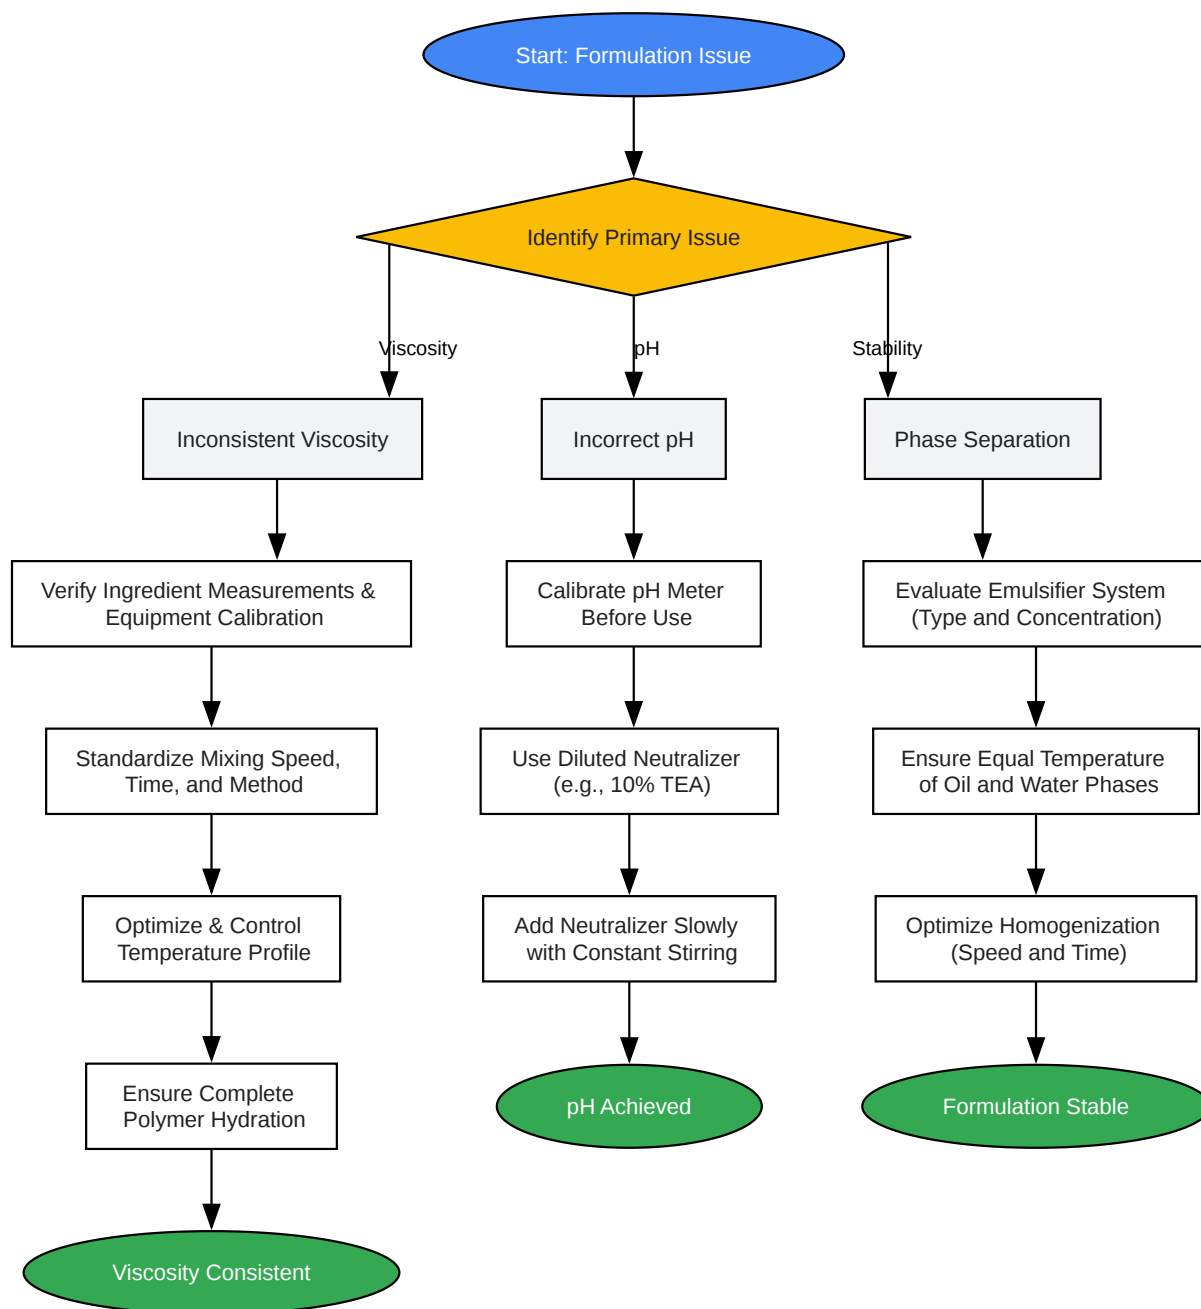 Start: Formulation Issue
Identify Primary Issue
Viscosity
pH
Stability
Inconsistent Viscosity
Incorrect pH
Phase Separation
Verify Ingredient Measurements &
Equipment Calibration
Calibrate pH Meter
Before Use
Evaluate Emulsifier System
(Type and Concentration)
Standardize Mixing Speed,
Time, and Method
Use Diluted Neutralizer
(e.g., 10% TEA)
Ensure Equal Temperature
of Oil and Water Phases
Optimize & Control
Temperature Profile
Add Neutralizer Slowly
with Constant Stirring
Optimize Homogenization
(Speed and Time)
Ensure Complete
Polymer Hydration
pH Achieved
Formulation Stable
Viscosity Consistent